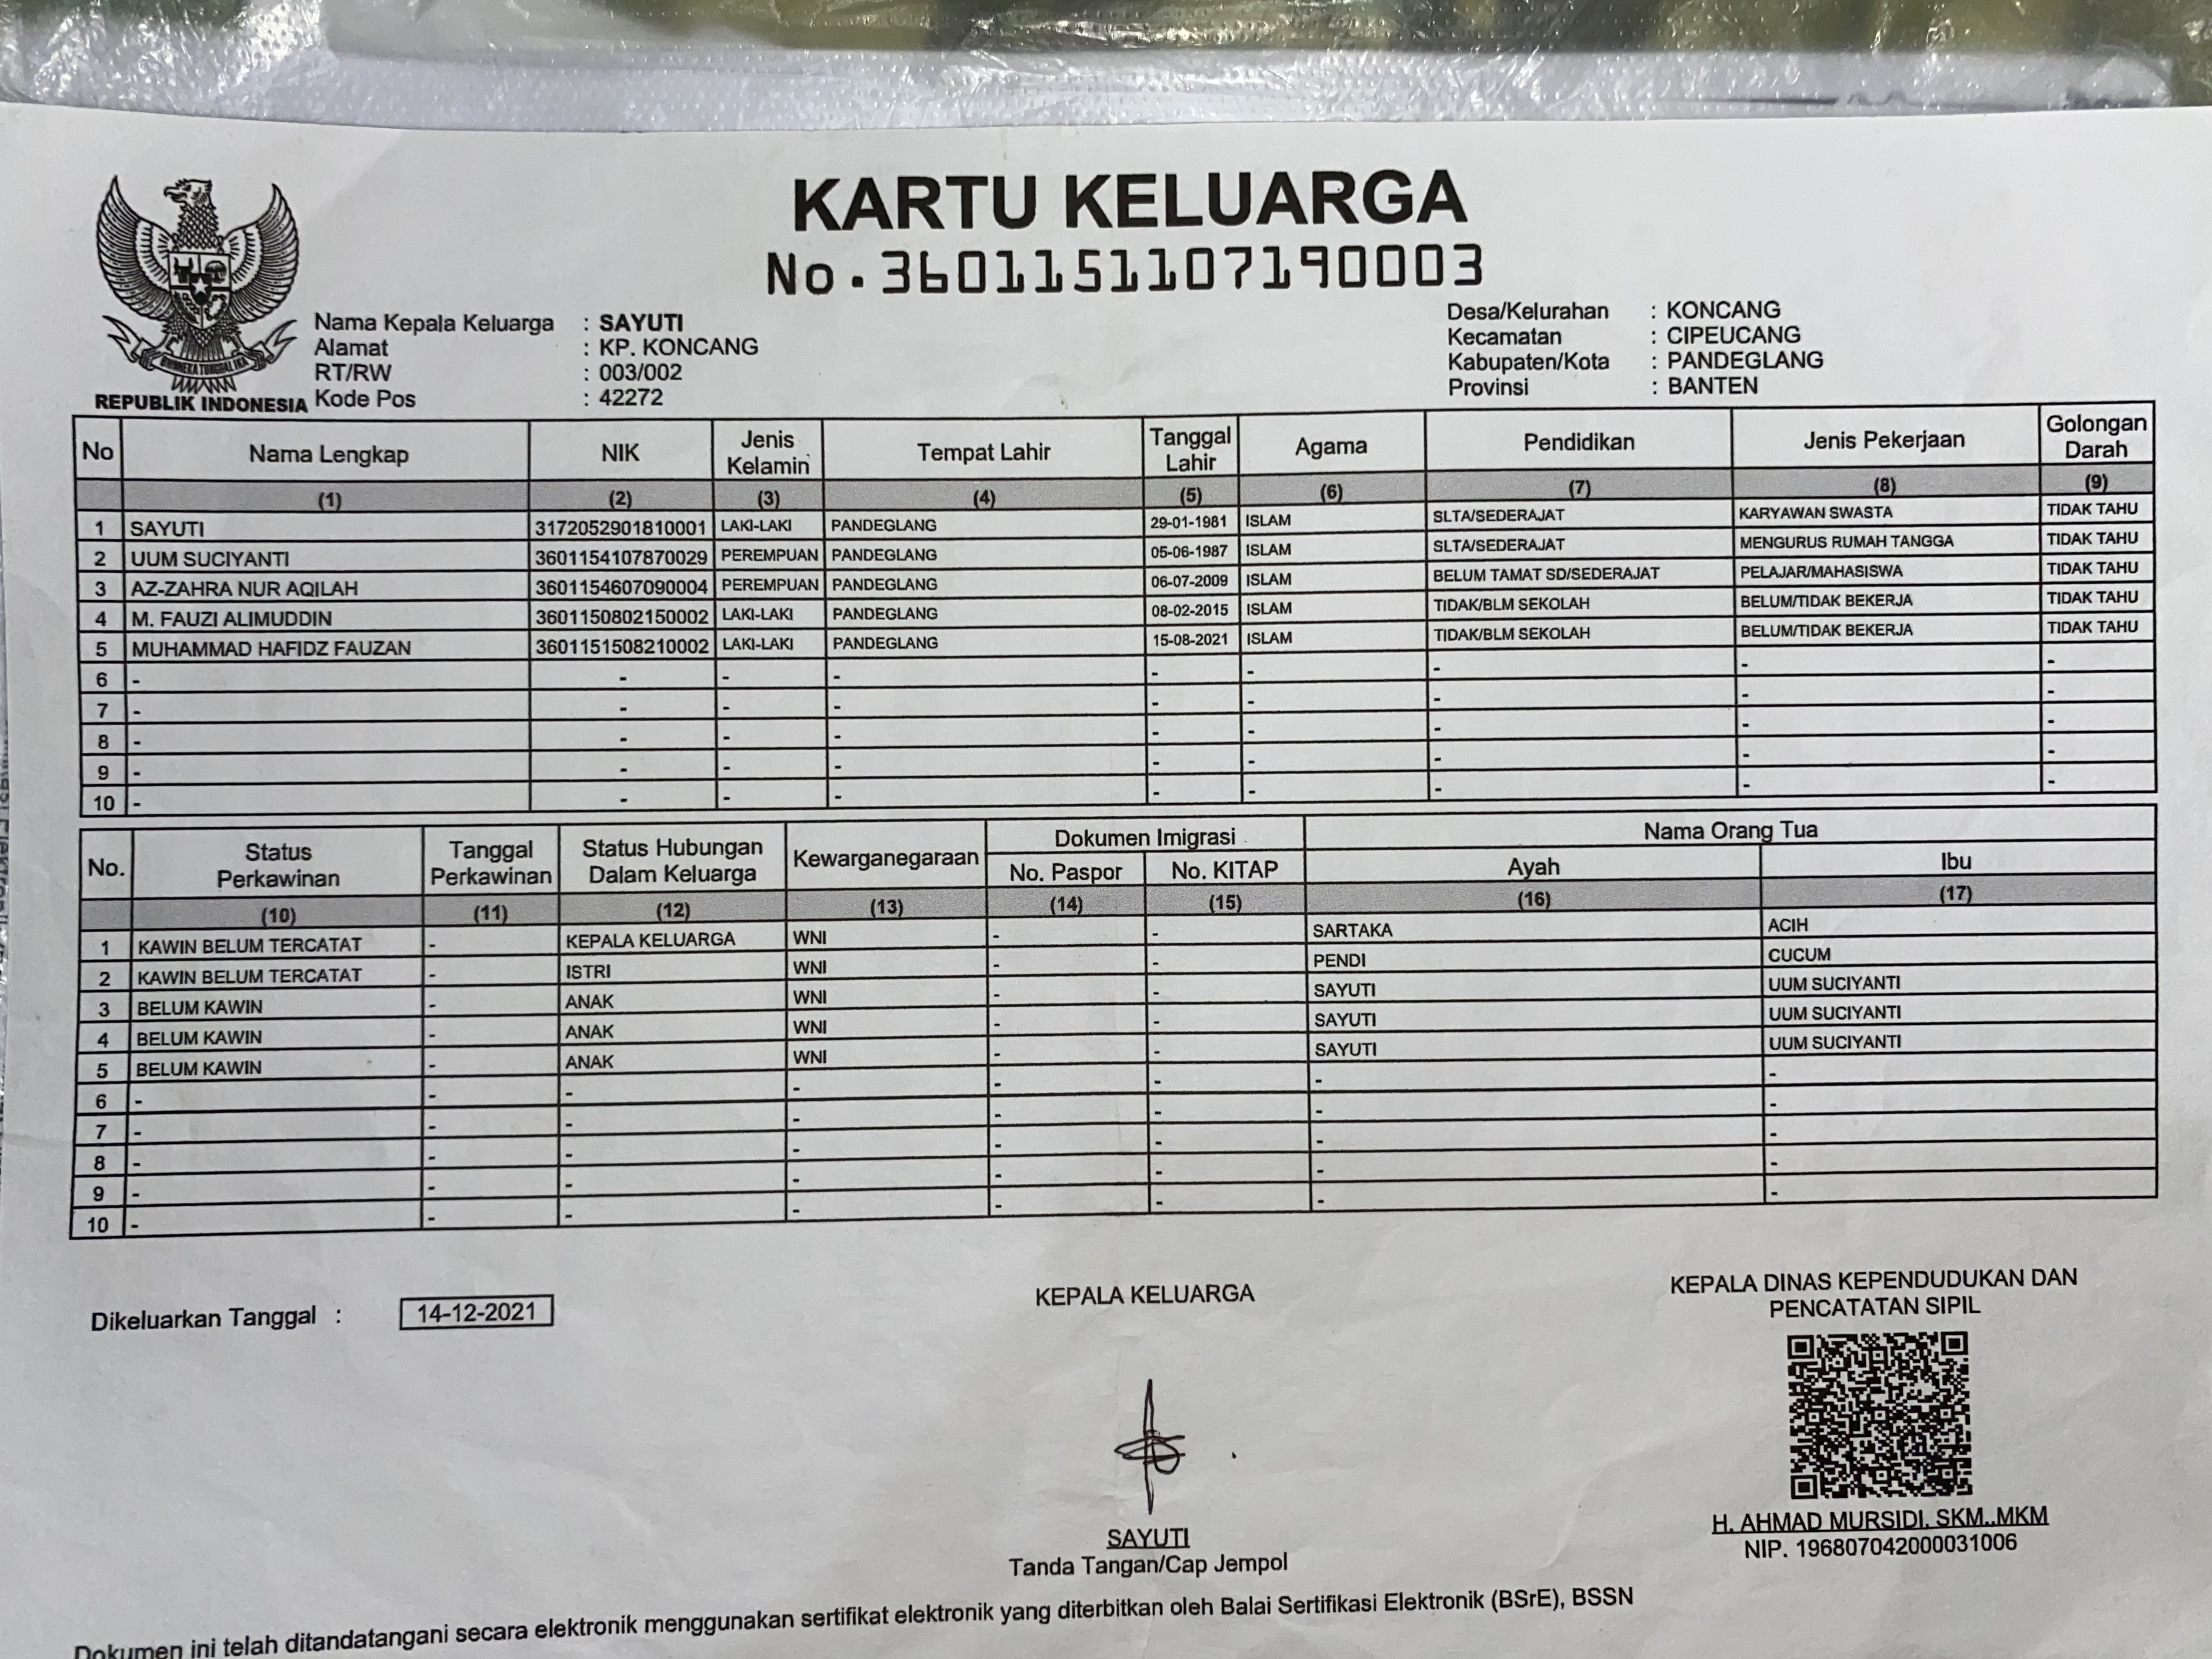 KARTU KELUARGA
No.3601151107190003
BHINNEKA TUNGGAL IKA
REPUBLIK INDONESIA
Nama Kepala Keluarga : SAYUTI
Alamat : KP. KONCANG
RT/RW : 003/002
Kode Pos : 42272
Desa/Kelurahan : KONCANG
Kecamatan : CIPEUCANG
Kabupaten/Kota : PANDEGLANG
Provinsi : BANTEN
No Nama Lengkap NIK Jenis Kelamin Tempat Lahir Tanggal Lahir Agama Pendidikan Jenis Pekerjaan Golongan Darah
(1) (2) (3) (4) (5) (6) (7) (8) (9)
1 SAYUTI 3172052901810001 LAKI-LAKI PANDEGLANG 29-01-1981 ISLAM SLTA/SEDERAJAT KARYAWAN SWASTA TIDAK TAHU
2 UUM SUCIYANTI 3601154107870029 PEREMPUAN PANDEGLANG 05-06-1987 ISLAM SLTA/SEDERAJAT MENGURUS RUMAH TANGGA TIDAK TAHU
3 AZ-ZAHRA NUR AQILAH 3601154607090004 PEREMPUAN PANDEGLANG 06-07-2009 ISLAM BELUM TAMAT SD/SEDERAJAT PELAJAR/MAHASISWA TIDAK TAHU
4 M. FAUZI ALIMUDDIN 3601150802150002 LAKI-LAKI PANDEGLANG 08-02-2015 ISLAM TIDAK/BLM SEKOLAH BELUM/TIDAK BEKERJA TIDAK TAHU
5 MUHAMMAD HAFIDZ FAUZAN 3601151508210002 LAKI-LAKI PANDEGLANG 15-08-2021 ISLAM TIDAK/BLM SEKOLAH BELUM/TIDAK BEKERJA TIDAK TAHU
6 - - - - - - - - -
7 - - - - - - - - -
8 - - - - - - - - -
9 - - - - - - - - -
10 - - - - - - - - -
No. Status Perkawinan Tanggal Perkawinan Status Hubungan Dalam Keluarga Kewarganegaraan Dokumen Imigrasi Nama Orang Tua
No. Paspor No. KITAP Ayah Ibu
(10) (11) (12) (13) (14) (15) (16) (17)
1 KAWIN BELUM TERCATAT - KEPALA KELUARGA WNI - - SARTAKA ACIH
2 KAWIN BELUM TERCATAT - ISTRI WNI - - PENDI CUCUM
3 BELUM KAWIN - ANAK WNI - - SAYUTI UUM SUCIYANTI
4 BELUM KAWIN - ANAK WNI - - SAYUTI UUM SUCIYANTI
5 BELUM KAWIN - ANAK WNI - - SAYUTI UUM SUCIYANTI
6 - - - - - - - -
7 - - - - - - - -
8 - - - - - - - -
9 - - - - - - - -
10 - - - - - - - -
Dikeluarkan Tanggal : 14-12-2021
KEPALA KELUARGA
SAYUTI
Tanda Tangan/Cap Jempol
KEPALA DINAS KEPENDUDUKAN DAN
PENCATATAN SIPIL
H. AHMAD MURSIDI, SKM.,MKM
NIP. 196807042000031006
Dokumen ini telah ditandatangani secara elektronik menggunakan sertifikat elektronik yang diterbitkan oleh Balai Sertifikasi Elektronik (BSrE), BSSN